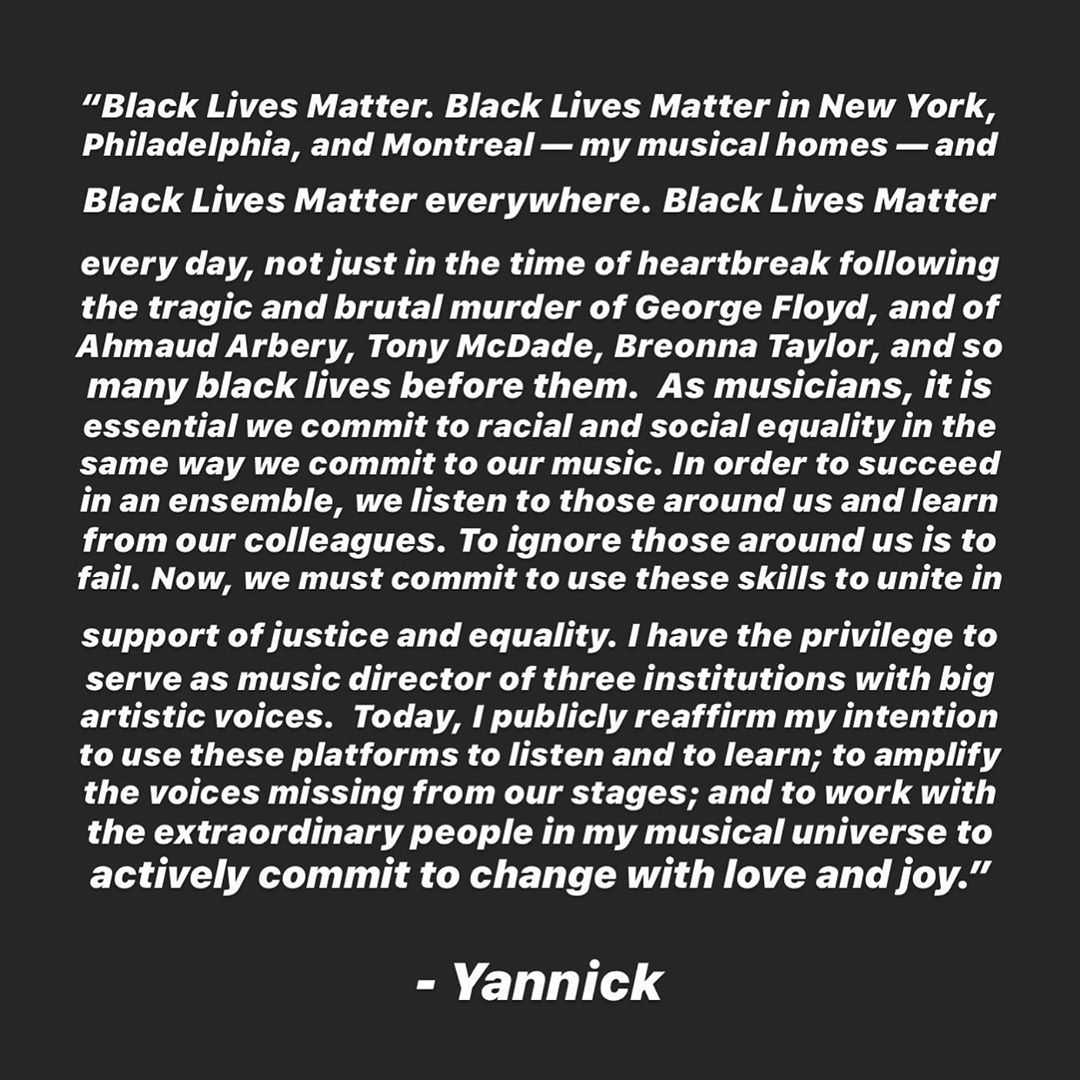 “Black Lives Matter. Black Lives Matter in New York,
Philadelphia, and Montreal — my musical homes — and
Black Lives Matter everywhere. Black Lives Matter
every day, not just in the time of heartbreak following
the tragic and brutal murder of George Floyd, and of
Ahmaud Arbery, Tony McDade, Breonna Taylor, and so
many black lives before them.  As musicians, it is
essential we commit to racial and social equality in the
same way we commit to our music. In order to succeed
in an ensemble, we listen to those around us and learn
from our colleagues. To ignore those around us is to
fail. Now, we must commit to use these skills to unite in
support of justice and equality. I have the privilege to
serve as music director of three institutions with big
artistic voices.  Today, I publicly reaffirm my intention
to use these platforms to listen and to learn; to amplify
the voices missing from our stages; and to work with
the extraordinary people in my musical universe to
actively commit to change with love and joy.”
- Yannick